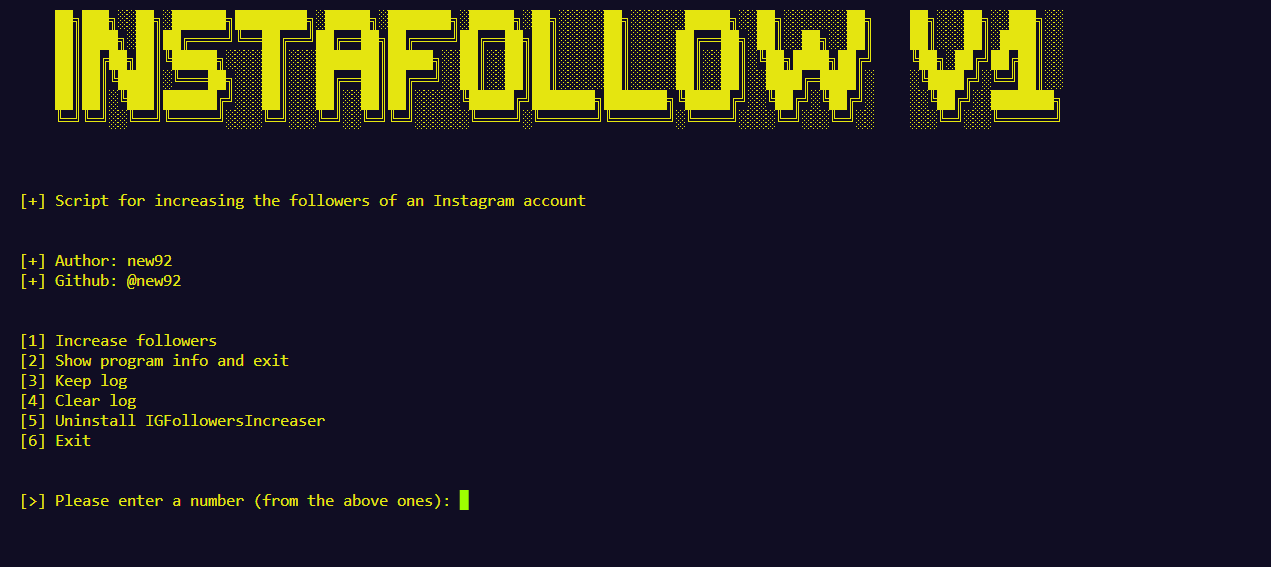 INSTAFOLLOW V1
[+] Script for increasing the followers of an Instagram account
[+] Author: new92
[+] Github: @new92
[1] Increase followers
[2] Show program info and exit
[3] Keep log
[4] Clear log
[5] Uninstall IGFollowersIncreaser
[6] Exit
[>] Please enter a number (from the above ones):